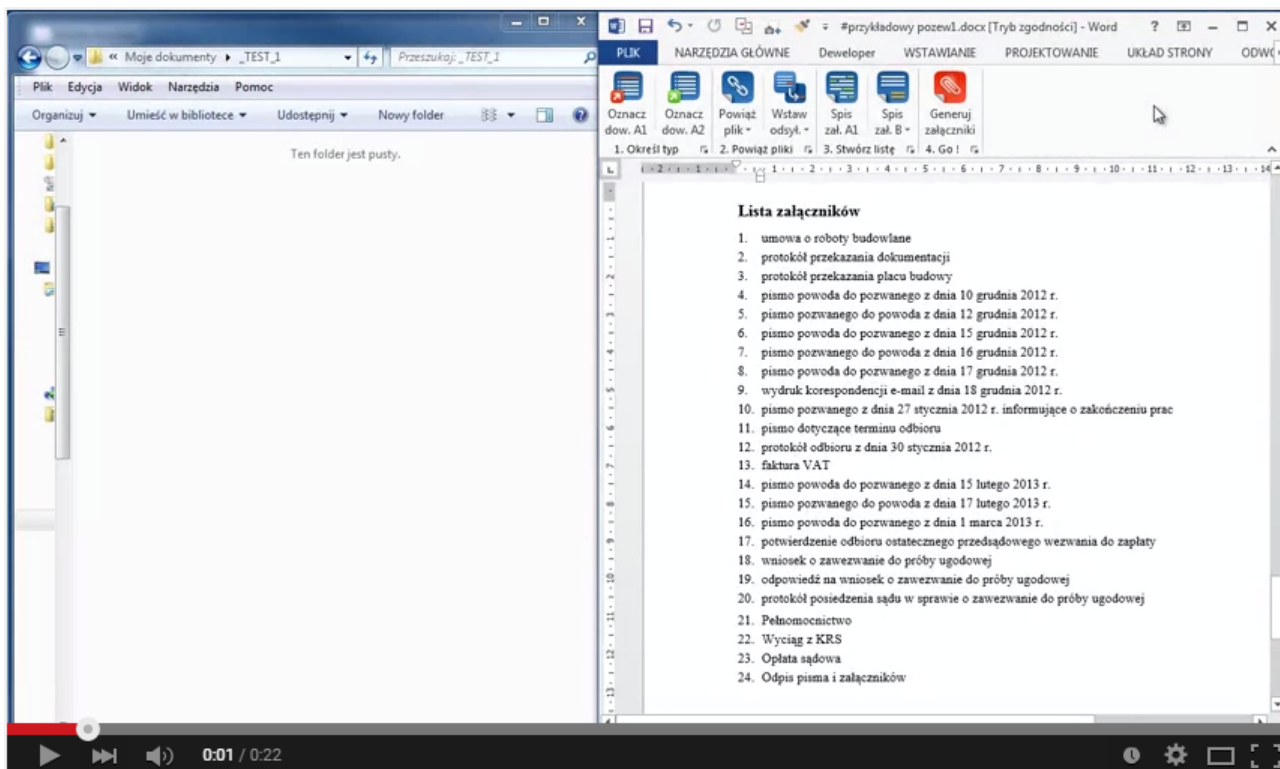 « Moje dokumenty ▸ _TEST_1
Przeszukaj: _TEST_1
Plik Edycja Widok Narzędzia Pomoc
Organizuj Umieść w bibliotece Udostępnij Nowy folder
Ten folder jest pusty.
#przykładowy pozew1.docx [Tryb zgodności] - Word
PLIK NARZĘDZIA GŁÓWNE Deweloper WSTAWIANIE PROJEKTOWANIE UKŁAD STRONY ODWO
Oznacz dow. A1
Oznacz dow. A2
Powiąż plik
Wstaw odsył.
Spis zał. A1
Spis zał. B
Generuj załączniki
1. Określ typ 2. Powiąż pliki 3. Stwórz listę 4. Go !
Lista załączników
1. umowa o roboty budowlane
2. protokół przekazania dokumentacji
3. protokół przekazania placu budowy
4. pismo powoda do pozwanego z dnia 10 grudnia 2012 r.
5. pismo pozwanego do powoda z dnia 12 grudnia 2012 r.
6. pismo powoda do pozwanego z dnia 15 grudnia 2012 r.
7. pismo pozwanego do powoda z dnia 16 grudnia 2012 r.
8. pismo powoda do pozwanego z dnia 17 grudnia 2012 r.
9. wydruk korespondencji e-mail z dnia 18 grudnia 2012 r.
10. pismo pozwanego z dnia 27 stycznia 2012 r. informujące o zakończeniu prac
11. pismo dotyczące terminu odbioru
12. protokół odbioru z dnia 30 stycznia 2012 r.
13. faktura VAT
14. pismo powoda do pozwanego z dnia 15 lutego 2013 r.
15. pismo pozwanego do powoda z dnia 17 lutego 2013 r.
16. pismo powoda do pozwanego z dnia 1 marca 2013 r.
17. potwierdzenie odbioru ostatecznego przedsądowego wezwania do zapłaty
18. wniosek o zawezwanie do próby ugodowej
19. odpowiedź na wniosek o zawezwanie do próby ugodowej
20. protokół posiedzenia sądu w sprawie o zawezwanie do próby ugodowej
21. Pełnomocnictwo
22. Wyciąg z KRS
23. Opłata sądowa
24. Odpis pisma i załączników
0:01 / 0:22